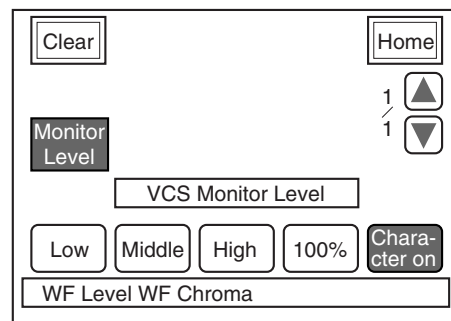 Clear
Home
1
/
1
Monitor
Level
VCS Monitor Level
Low
Middle
High
100%
Chara-
cter on
WF Level WF Chroma